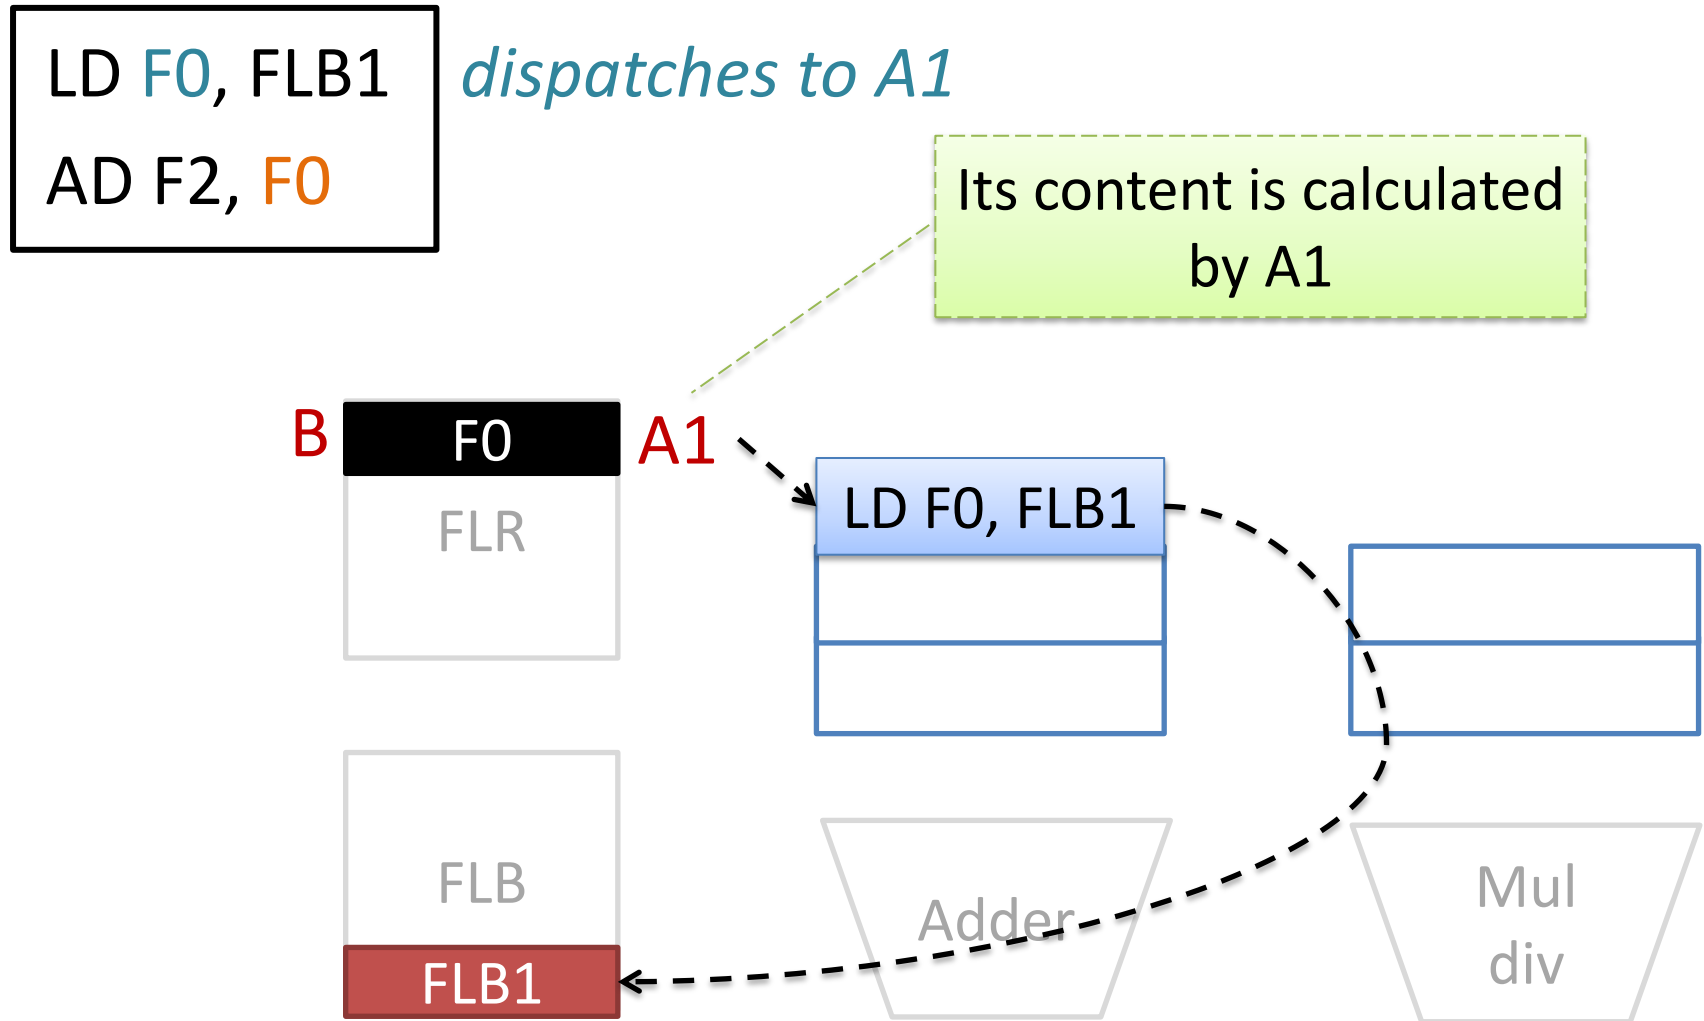 LD F0, FLB1
dispatches to A1
AD F2, F0
Its content is calculated
by A1
B
F0
A1
FLR
LD F0, FLB1
FLB
FLB1
Adder
Mul
div